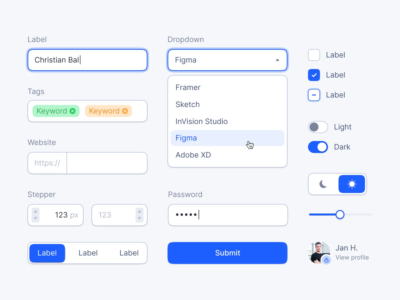 Label
Christian Bal
Tags
Keyword
Keyword
Website
https://
Stepper
123 px
123
Label
Label
Label
Dropdown
Figma
Framer
Sketch
InVision Studio
Figma
Adobe XD
Password
Submit
Label
Label
Label
Light
Dark
Jan H.
View profile